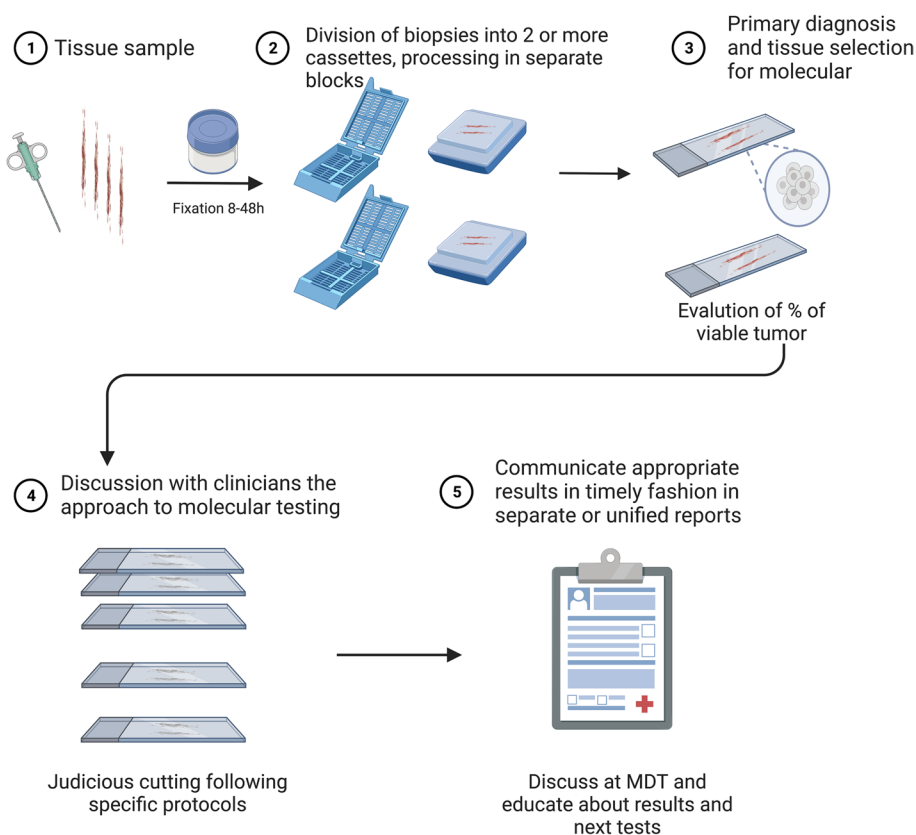 1 Tissue sample
Fixation 8-48h
2 Division of biopsies into 2 or more
cassettes, processing in separate
blocks
3 Primary diagnosis
and tissue selection
for molecular
Evalution of % of
viable tumor
4 Discussion with clinicians the
approach to molecular testing
Judicious cutting following
specific protocols
5 Communicate appropriate
results in timely fashion in
separate or unified reports
Discuss at MDT and
educate about results and
next tests